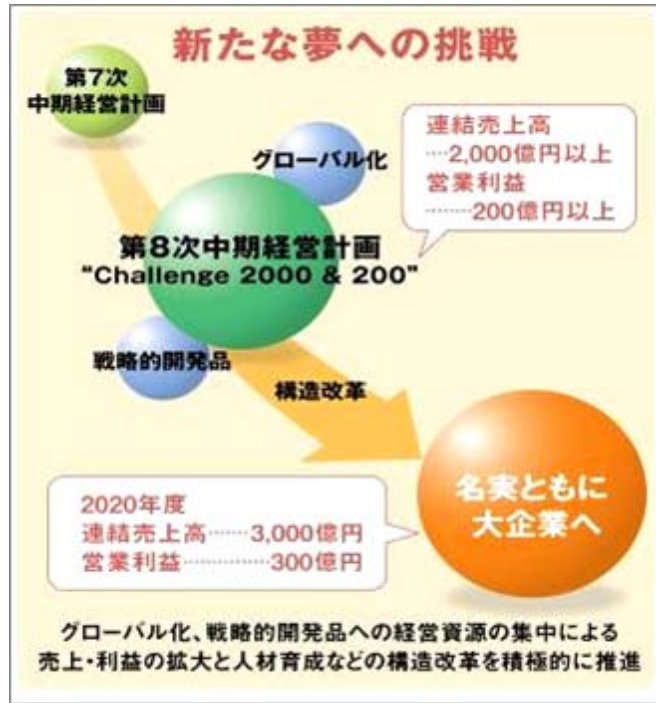 新たな夢への挑戦
第7次
中期経営計画
グローバル化
連結売上高
…2,000億円以上
営業利益
……200億円以上
第8次中期経営計画
"Challenge 2000 & 200"
戦略的開発品
構造改革
名実ともに
大企業へ
2020年度
連結売上高……3,000億円
営業利益…………300億円
グローバル化、戦略的開発品への経営資源の集中による
売上・利益の拡大と人材育成などの構造改革を積極的に推進